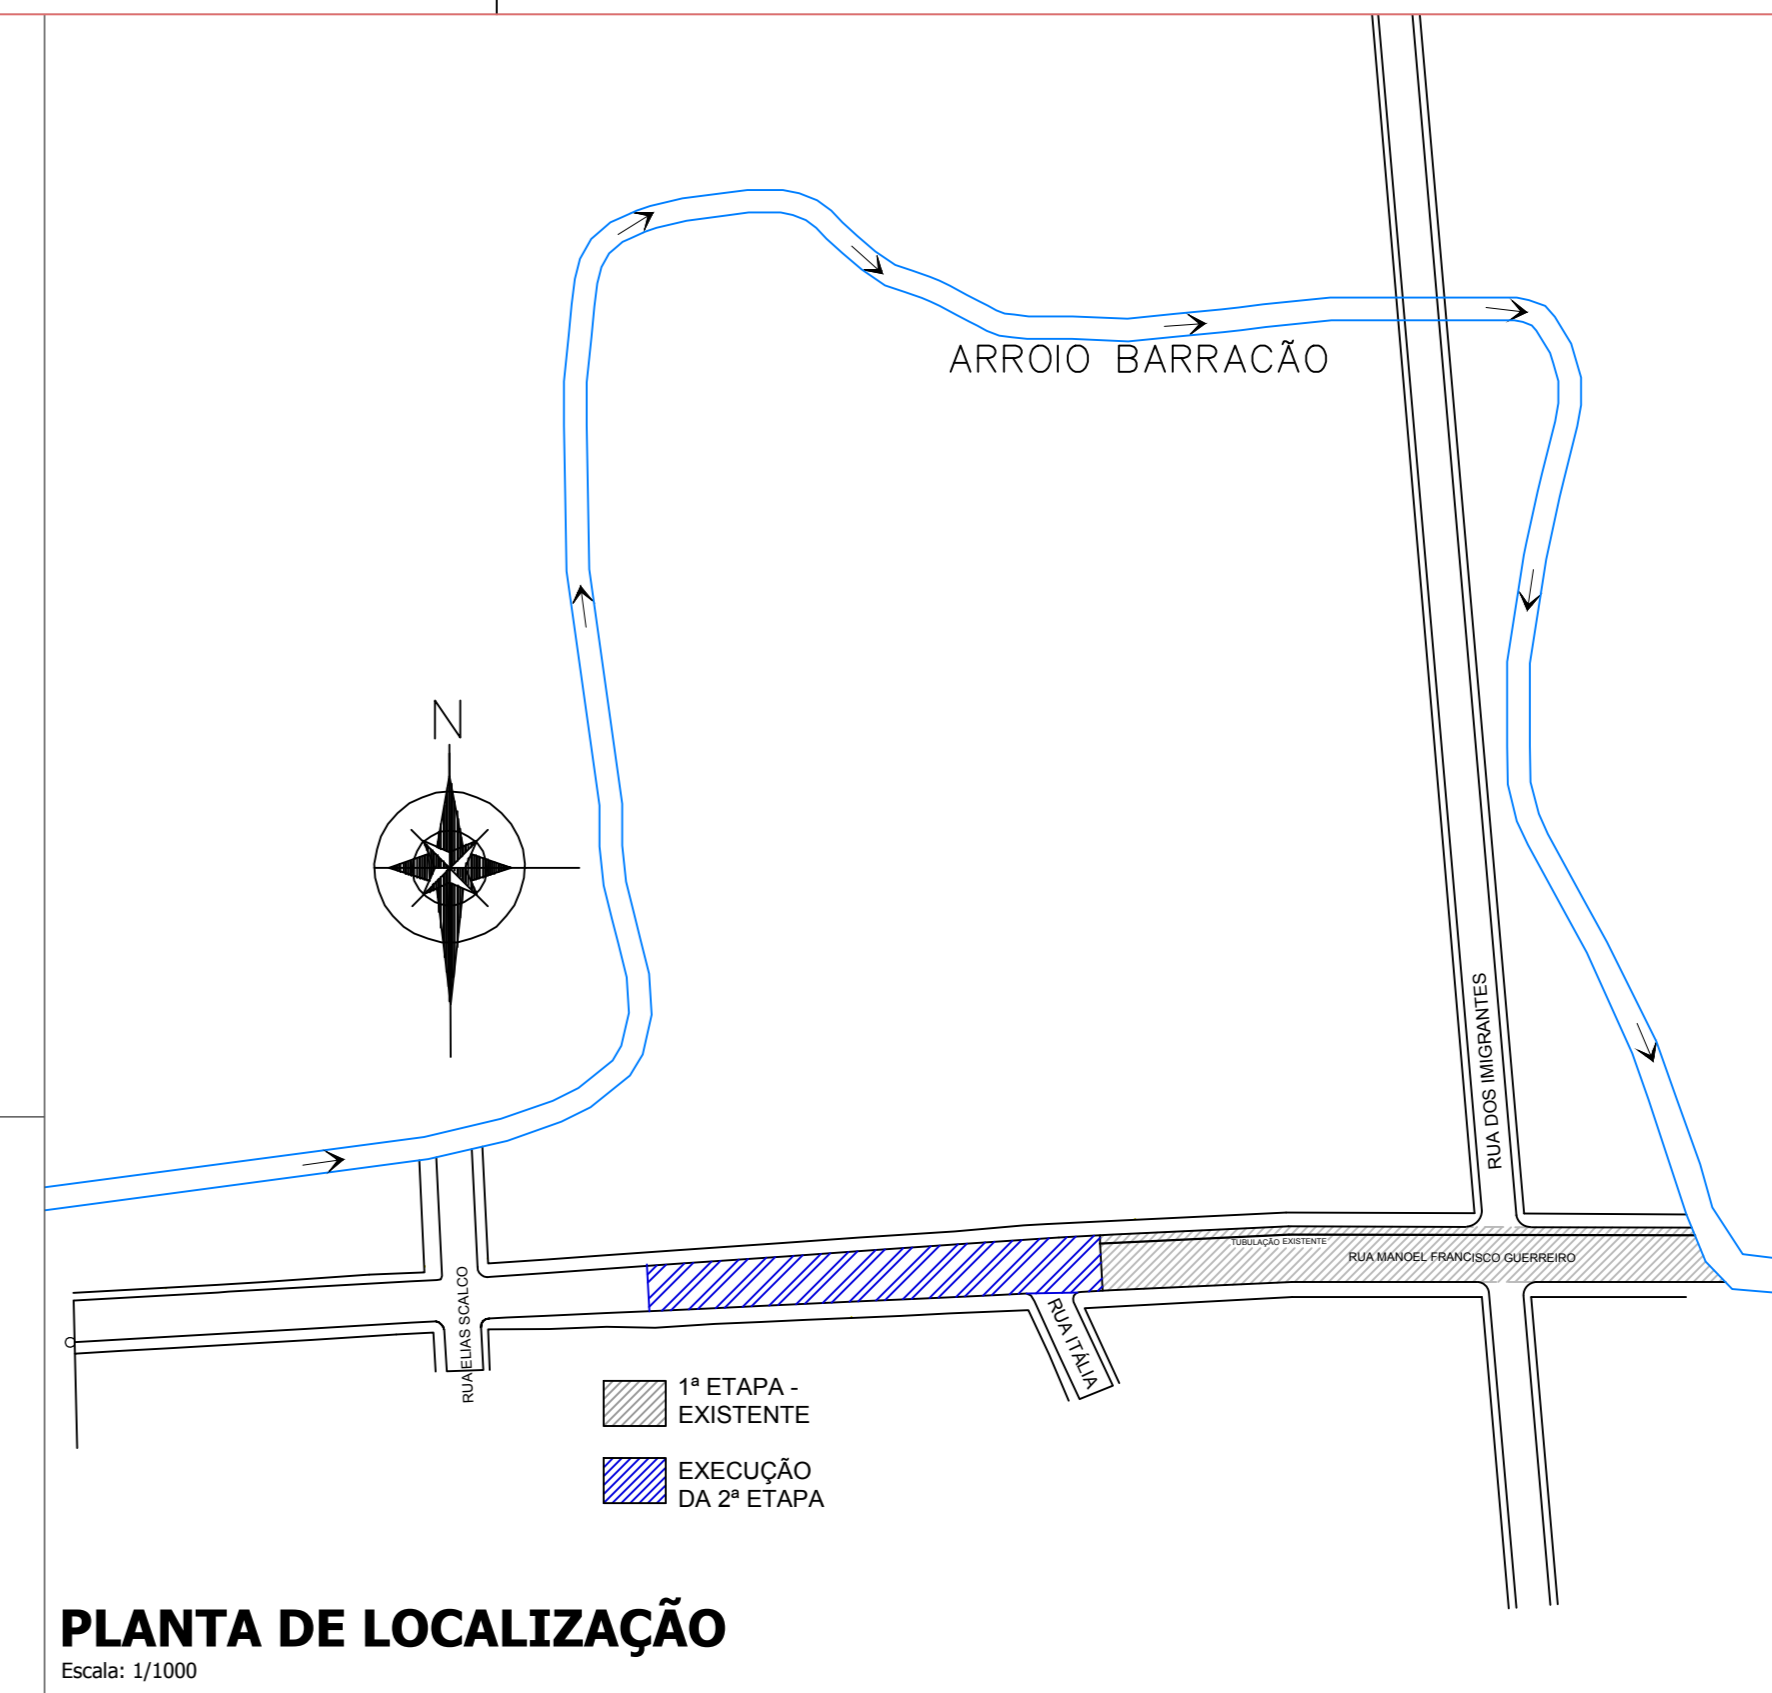 ARROIO BARRACÃO
N
RUA DOS IMIGRANTES
TUBULAÇÃO EXISTENTE
RUA MANOEL FRANCISCO GUERREIRO
RUA ELIAS SCALCO
RUA ITÁLIA
1ª ETAPA -
EXISTENTE
EXECUÇÃO
DA 2ª ETAPA
PLANTA DE LOCALIZAÇÃO
Escala: 1/1000